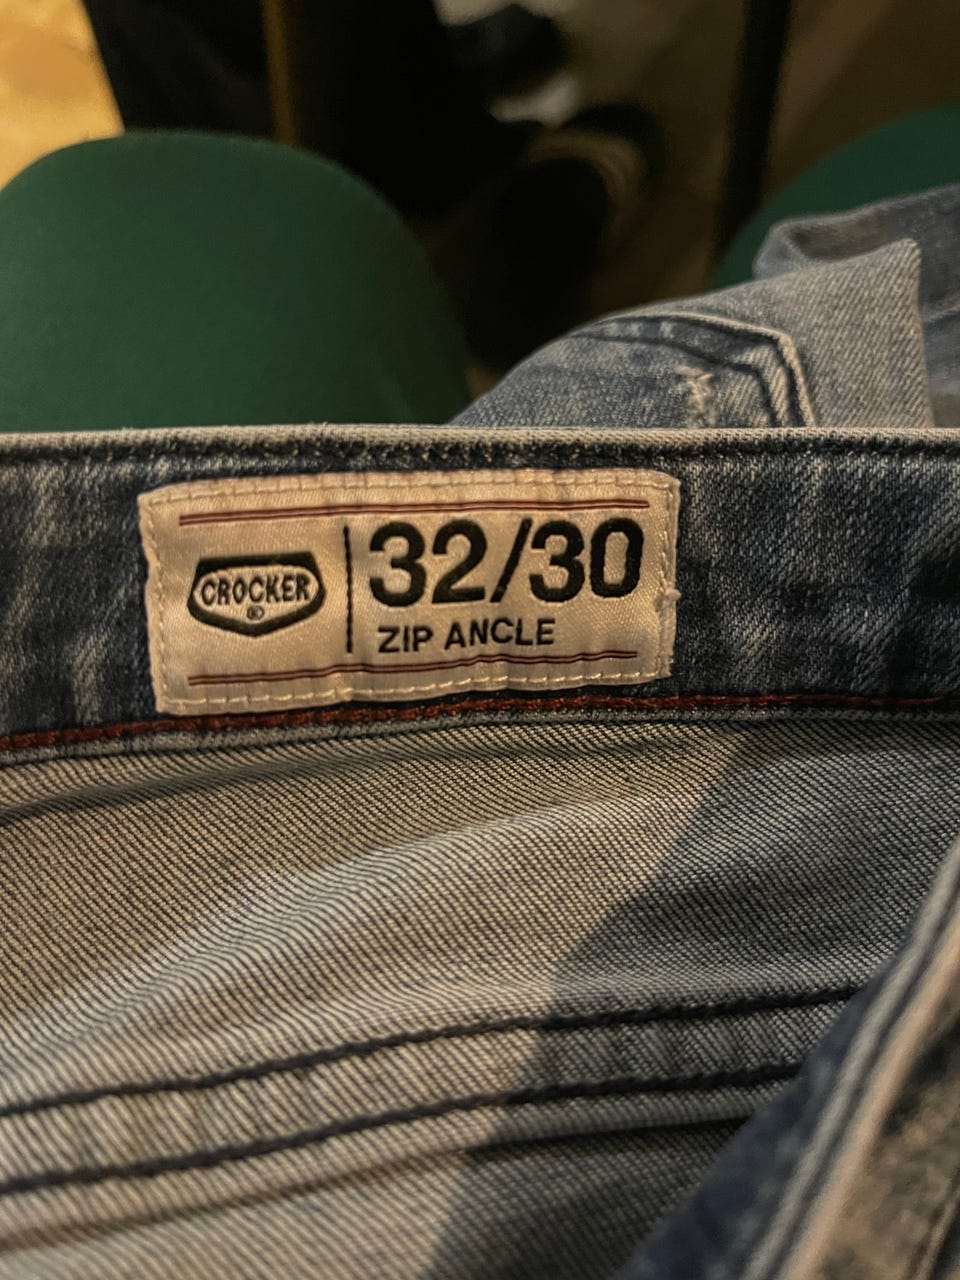 CROCKER
®
32/30
ZIP ANCLE